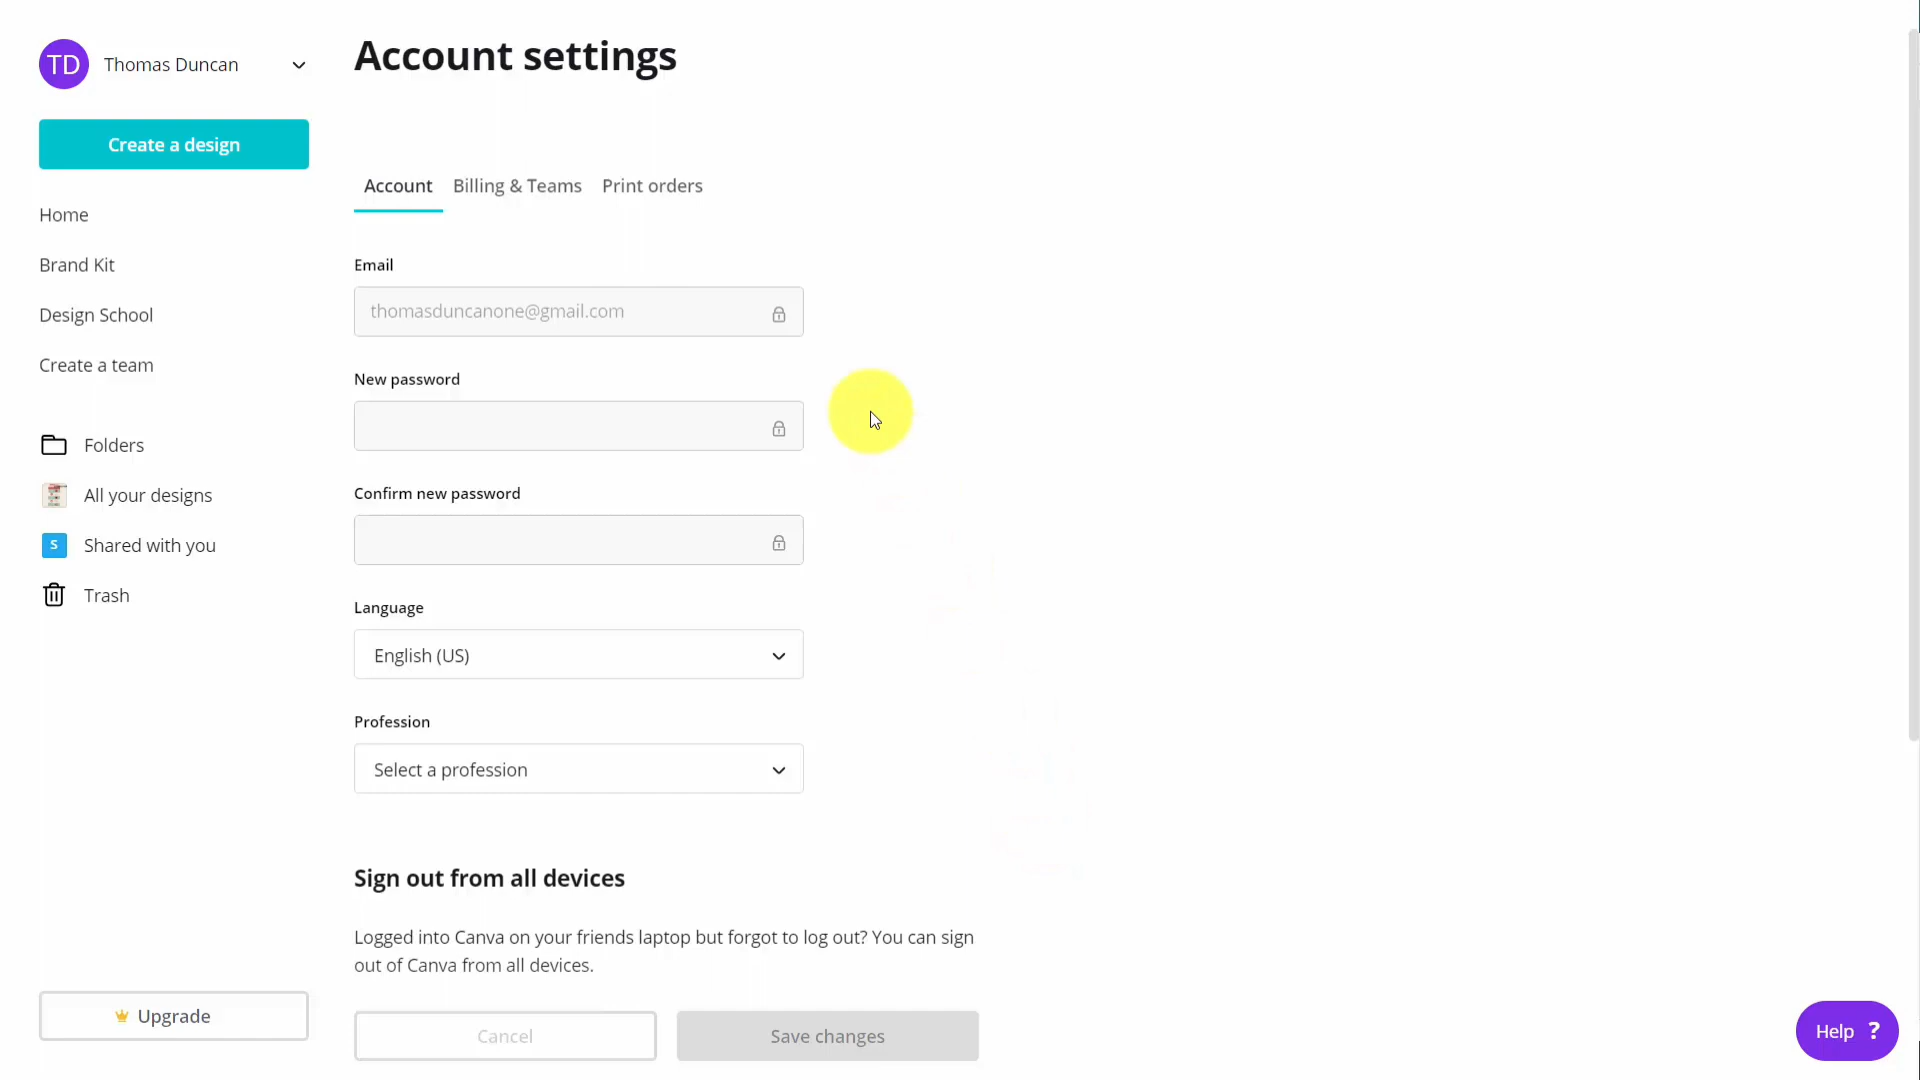 TD
Thomas Duncan
Create a design
Home
Brand Kit
Design School
Create a team
Folders
All your designs
S
Shared with you
Trash
Upgrade
Account settings
Account
Billing & Teams
Print orders
Email
thomasduncanone@gmail.com
New password
Confirm new password
Language
English (US)
Profession
Select a profession
Sign out from all devices
Logged into Canva on your friends laptop but forgot to log out? You can sign
out of Canva from all devices.
Cancel
Save changes
Help ?